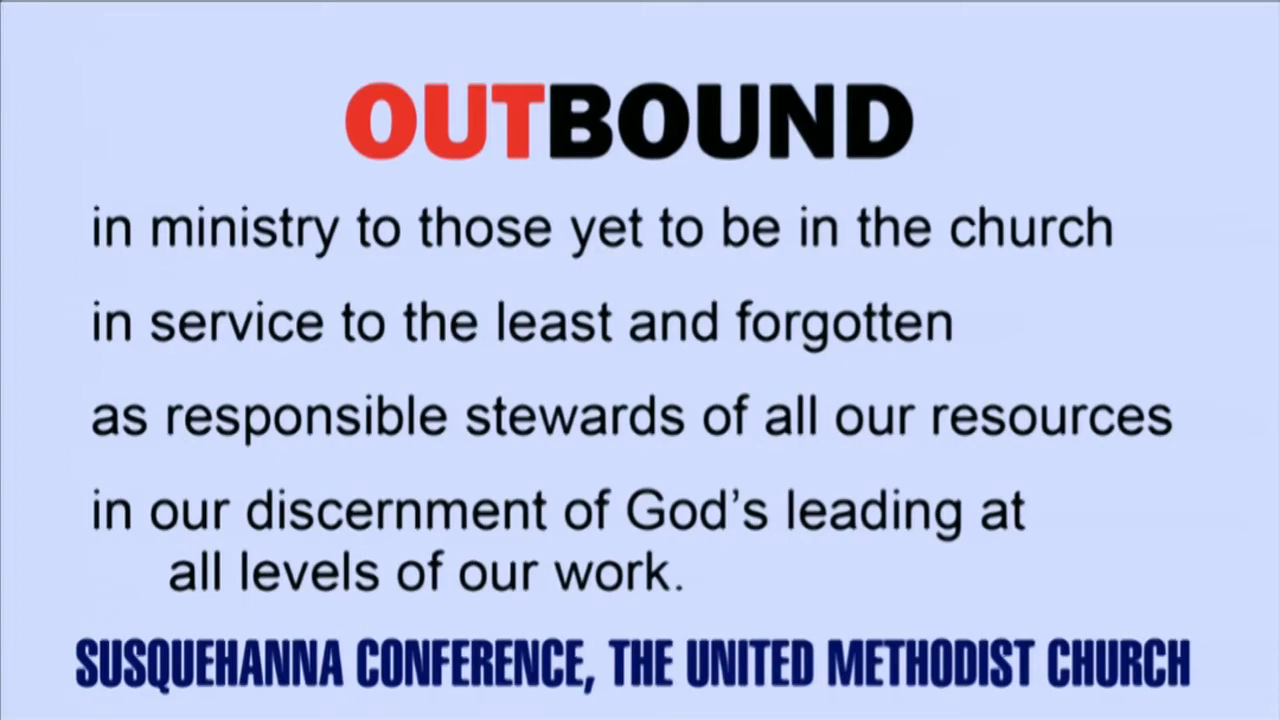 OUTBOUND
in ministry to those yet to be in the church
in service to the least and forgotten
as responsible stewards of all our resources
in our discernment of God’s leading at
all levels of our work.
SUSQUEHANNA CONFERENCE, THE UNITED METHODIST CHURCH